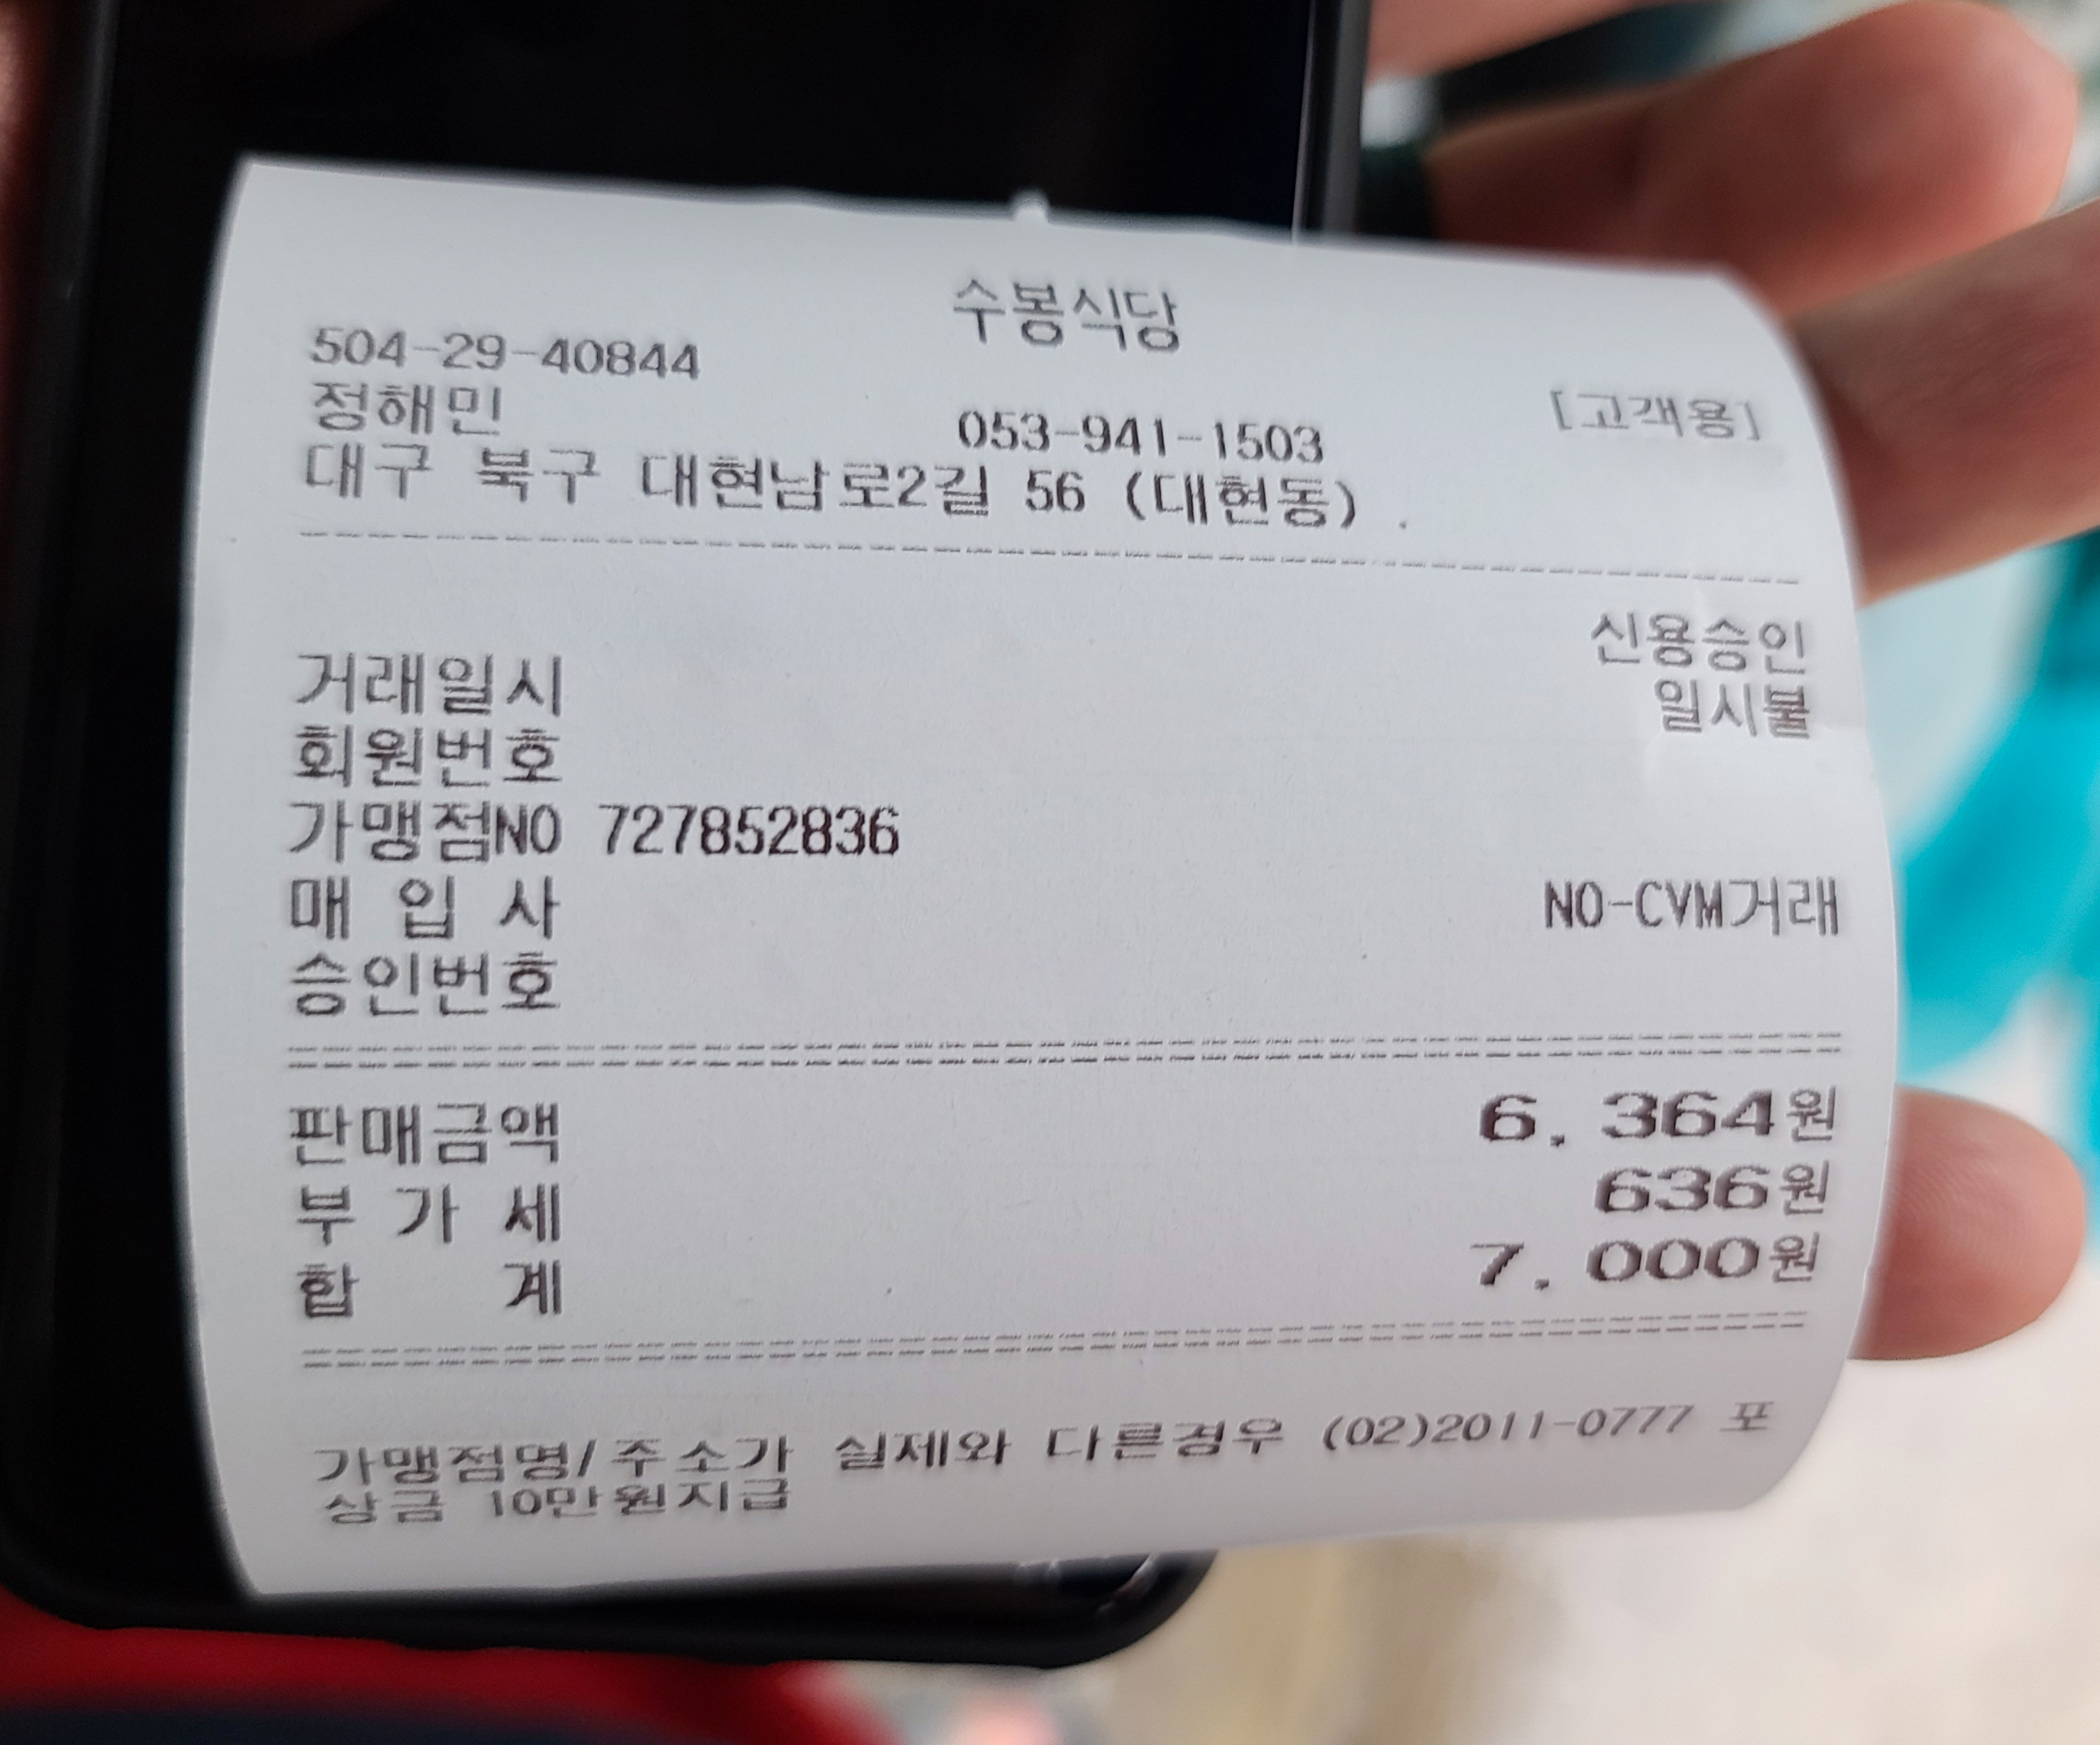 수봉식당
504-29-40844
[고객용]
정해민 053-941-1503
대구 북구 대현남로2길 56 (대현동) .
신용승인
거래일시 일시불
회원번호
가맹점NO 727852836
매 입 사 NO-CVM거래
승인번호
판매금액 6,364원
부 가 세 636원
합 계 7,000원
가맹점명/주소가 실제와 다른경우 (02)2011-0777 포
상금 10만원지급